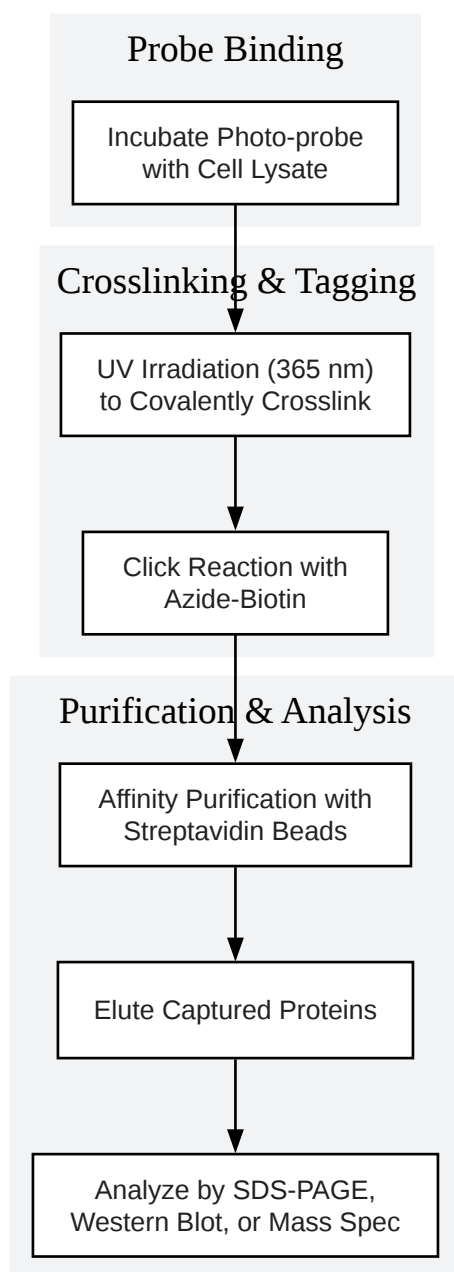 Probe Binding
Incubate Photo-probe
with Cell Lysate
Crosslinking & Tagging
UV Irradiation (365 nm)
to Covalently Crosslink
Click Reaction with
Azide-Biotin
Purification & Analysis
Affinity Purification with
Streptavidin Beads
Elute Captured Proteins
Analyze by SDS-PAGE,
Western Blot, or Mass Spec